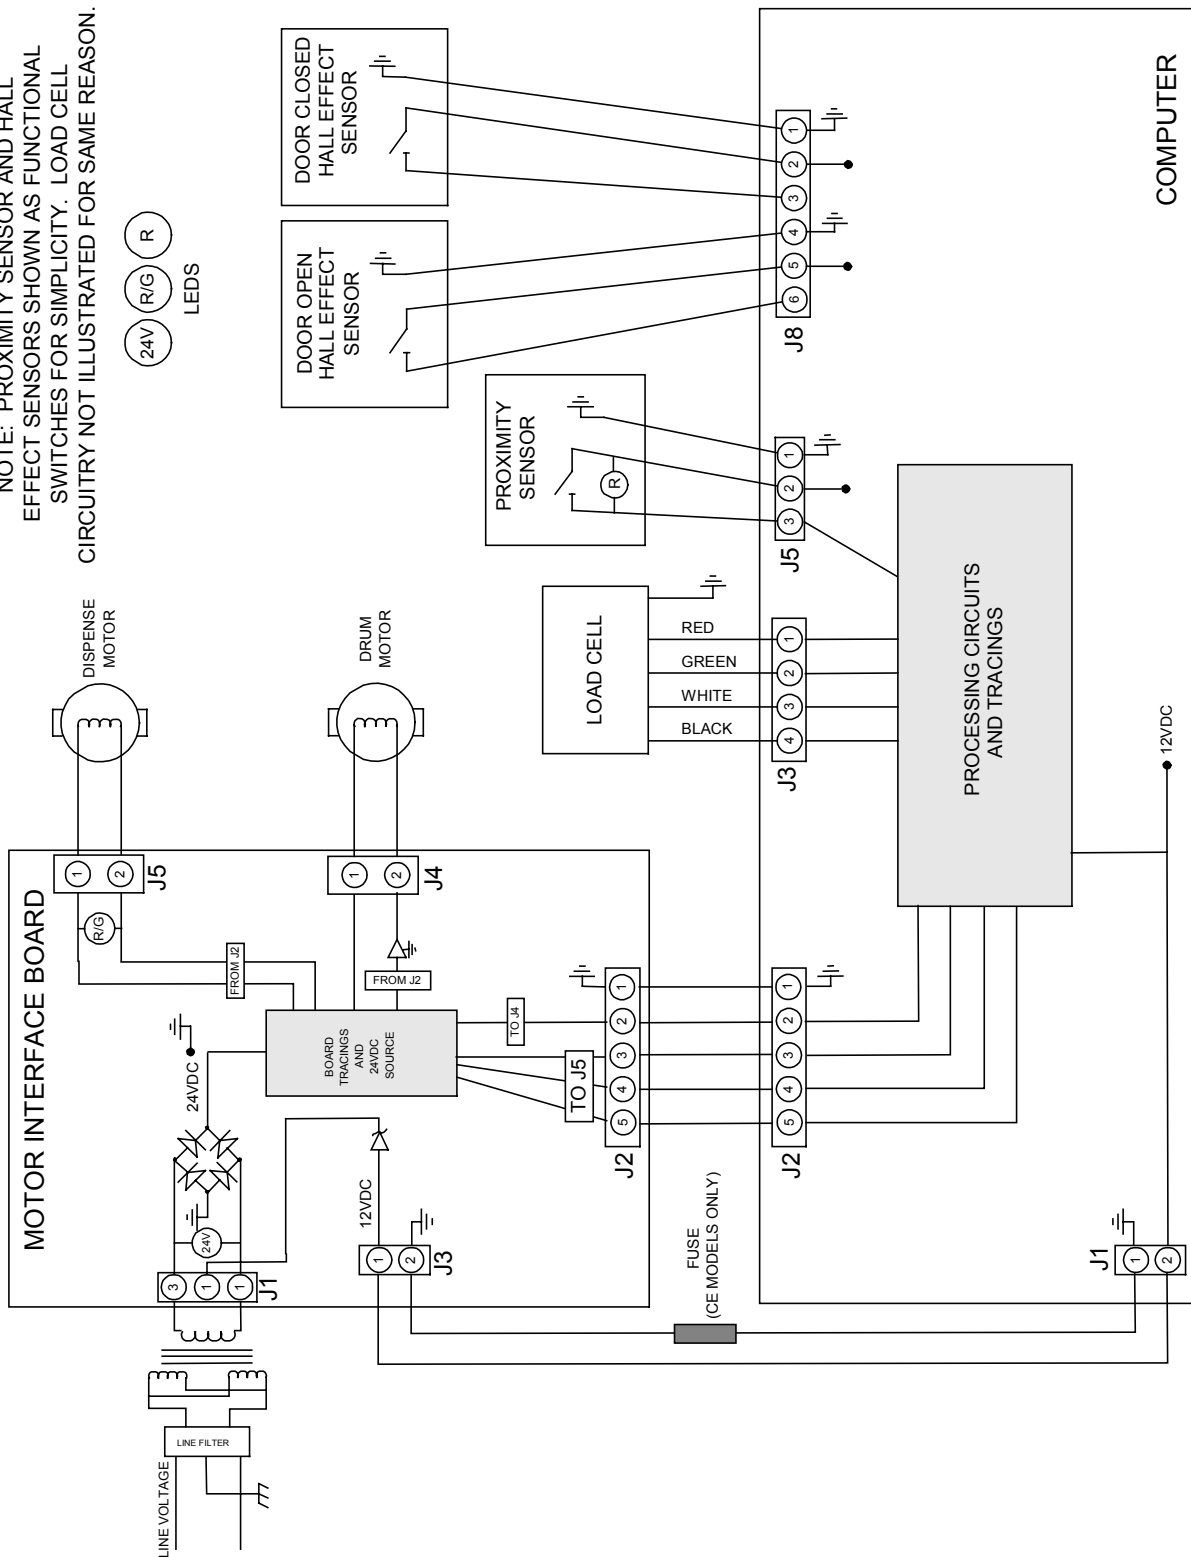 NOTE: PROXIMITY SENSOR AND HALL
EFFECT SENSORS SHOWN AS FUNCTIONAL
SWITCHES FOR SIMPLICITY. LOAD CELL
CIRCUITRY NOT ILLUSTRATED FOR SAME REASON.
24V
R/G
R
LEDS
LINE VOLTAGE
LINE FILTER
MOTOR INTERFACE BOARD
J1
3
1
1
24V
24VDC
12VDC
J3
1
2
BOARD
TRACINGS
AND
24VDC
SOURCE
FROM J2
FROM J2
R/G
J5
1
2
DISPENSE
MOTOR
J4
1
2
DRUM
MOTOR
TO J4
TO J5
J2
5
4
3
2
1
FUSE
(CE MODELS ONLY)
LOAD CELL
RED
GREEN
WHITE
BLACK
PROXIMITY
SENSOR
R
DOOR OPEN
HALL EFFECT
SENSOR
DOOR CLOSED
HALL EFFECT
SENSOR
J1
1
2
J2
5
4
3
2
1
J3
4
3
2
1
J5
3
2
1
J8
6
5
4
3
2
1
PROCESSING CIRCUITS
AND TRACINGS
12VDC
COMPUTER